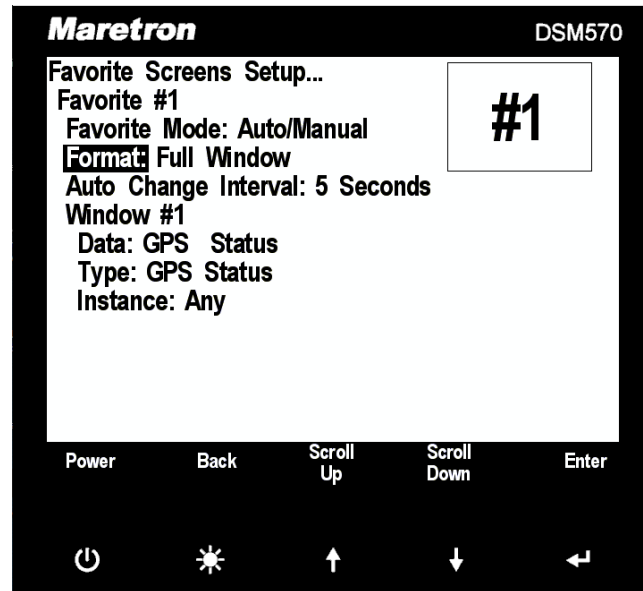 Maretron
DSM570
Favorite Screens Setup...
Favorite #1
Favorite Mode: Auto/Manual
Format: Full Window
Auto Change Interval: 5 Seconds
Window #1
Data: GPS Status
Type: GPS Status
Instance: Any
#1
Power
Back
Scroll
Up
Scroll
Down
Enter